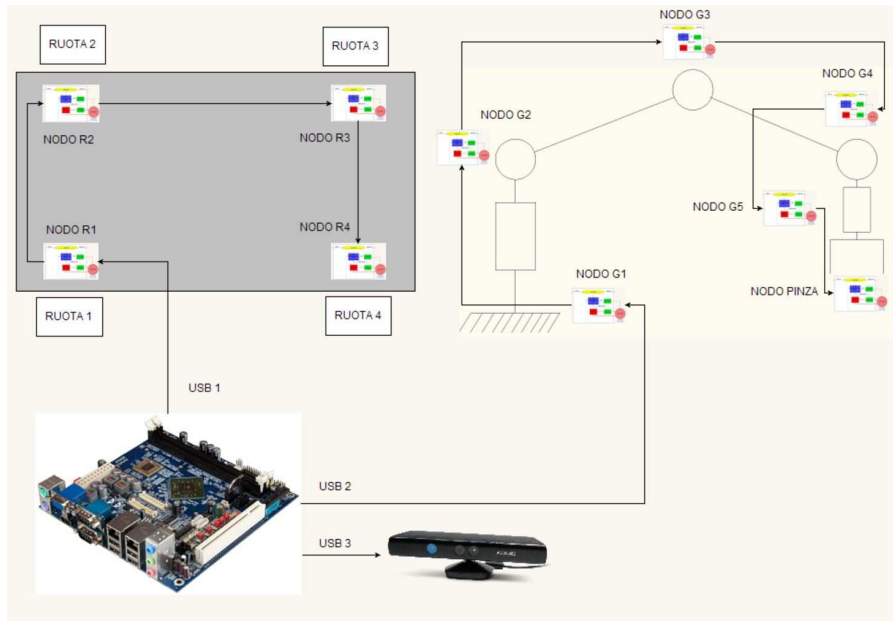 RUOTA 2
RUOTA 3
NODO R2
NODO R3
NODO R1
NODO R4
RUOTA 1
RUOTA 4
NODO G3
NODO G4
NODO G2
NODO G5
NODO G1
NODO PINZA
USB 1
USB 2
USB 3